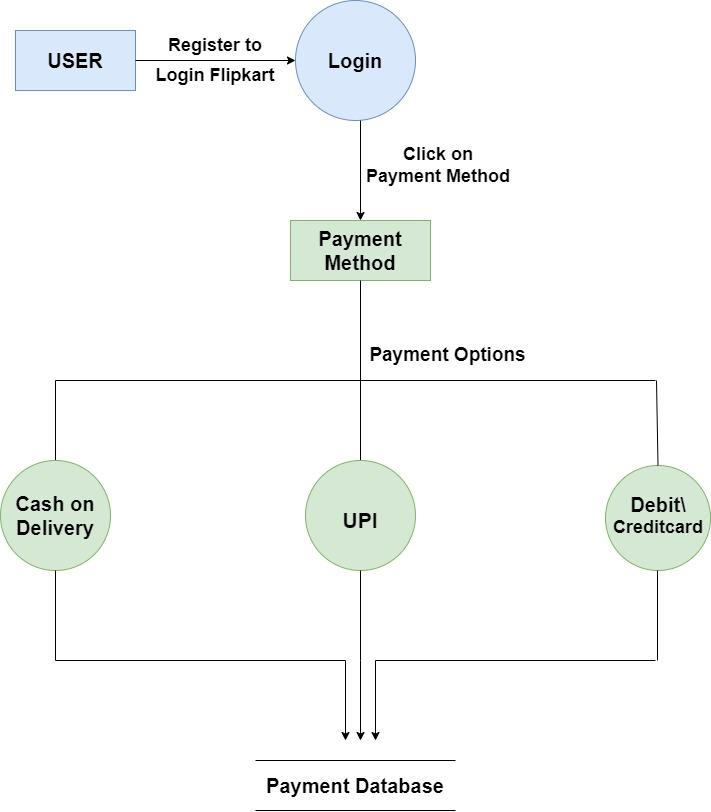 USER
Register to
Login Flipkart
Login
Click on
Payment Method
Payment
Method
Payment Options
Cash on
Delivery
UPI
Debit\
Creditcard
Payment Database